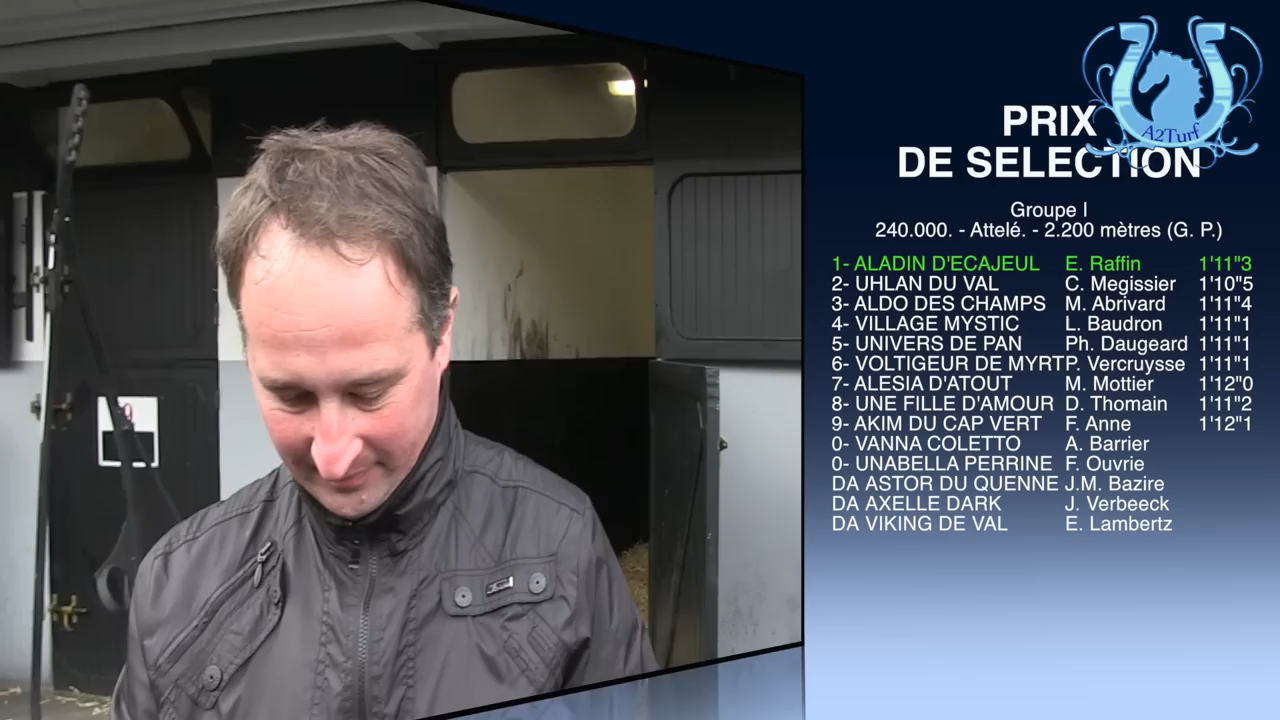 A2Turf
PRIX
DE SELECTION
Groupe I
240.000. - Attelé. - 2.200 mètres (G. P.)
1- ALADIN D'ECAJEUL E. Raffin 1'11"3
2- UHLAN DU VAL C. Megissier 1'10"5
3- ALDO DES CHAMPS M. Abrivard 1'11"4
4- VILLAGE MYSTIC L. Baudron 1'11"1
5- UNIVERS DE PAN Ph. Daugeard 1'11"1
6- VOLTIGEUR DE MYRT P. Vercruysse 1'11"1
7- ALESIA D'ATOUT M. Mottier 1'12"0
8- UNE FILLE D'AMOUR D. Thomain 1'11"2
9- AKIM DU CAP VERT F. Anne 1'12"1
0- VANNA COLETTO A. Barrier
0- UNABELLA PERRINE F. Ouvrie
DA ASTOR DU QUENNE J.M. Bazire
DA AXELLE DARK J. Verbeeck
DA VIKING DE VAL E. Lambertz